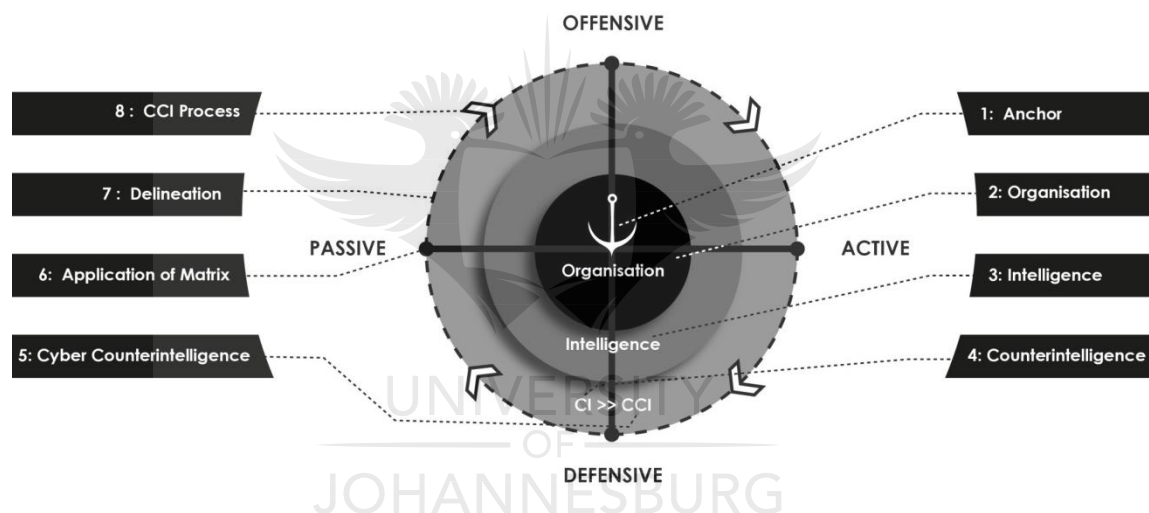 OFFENSIVE
8 : CCI Process
1: Anchor
7 : Delineation
2: Organisation
PASSIVE
ACTIVE
6: Application of Matrix
Organisation
3: Intelligence
5: Cyber Counterintelligence
Intelligence
4: Counterintelligence
CI >> CCI
UNIVERSITY
OF
DEFENSIVE
JOHANNESBURG